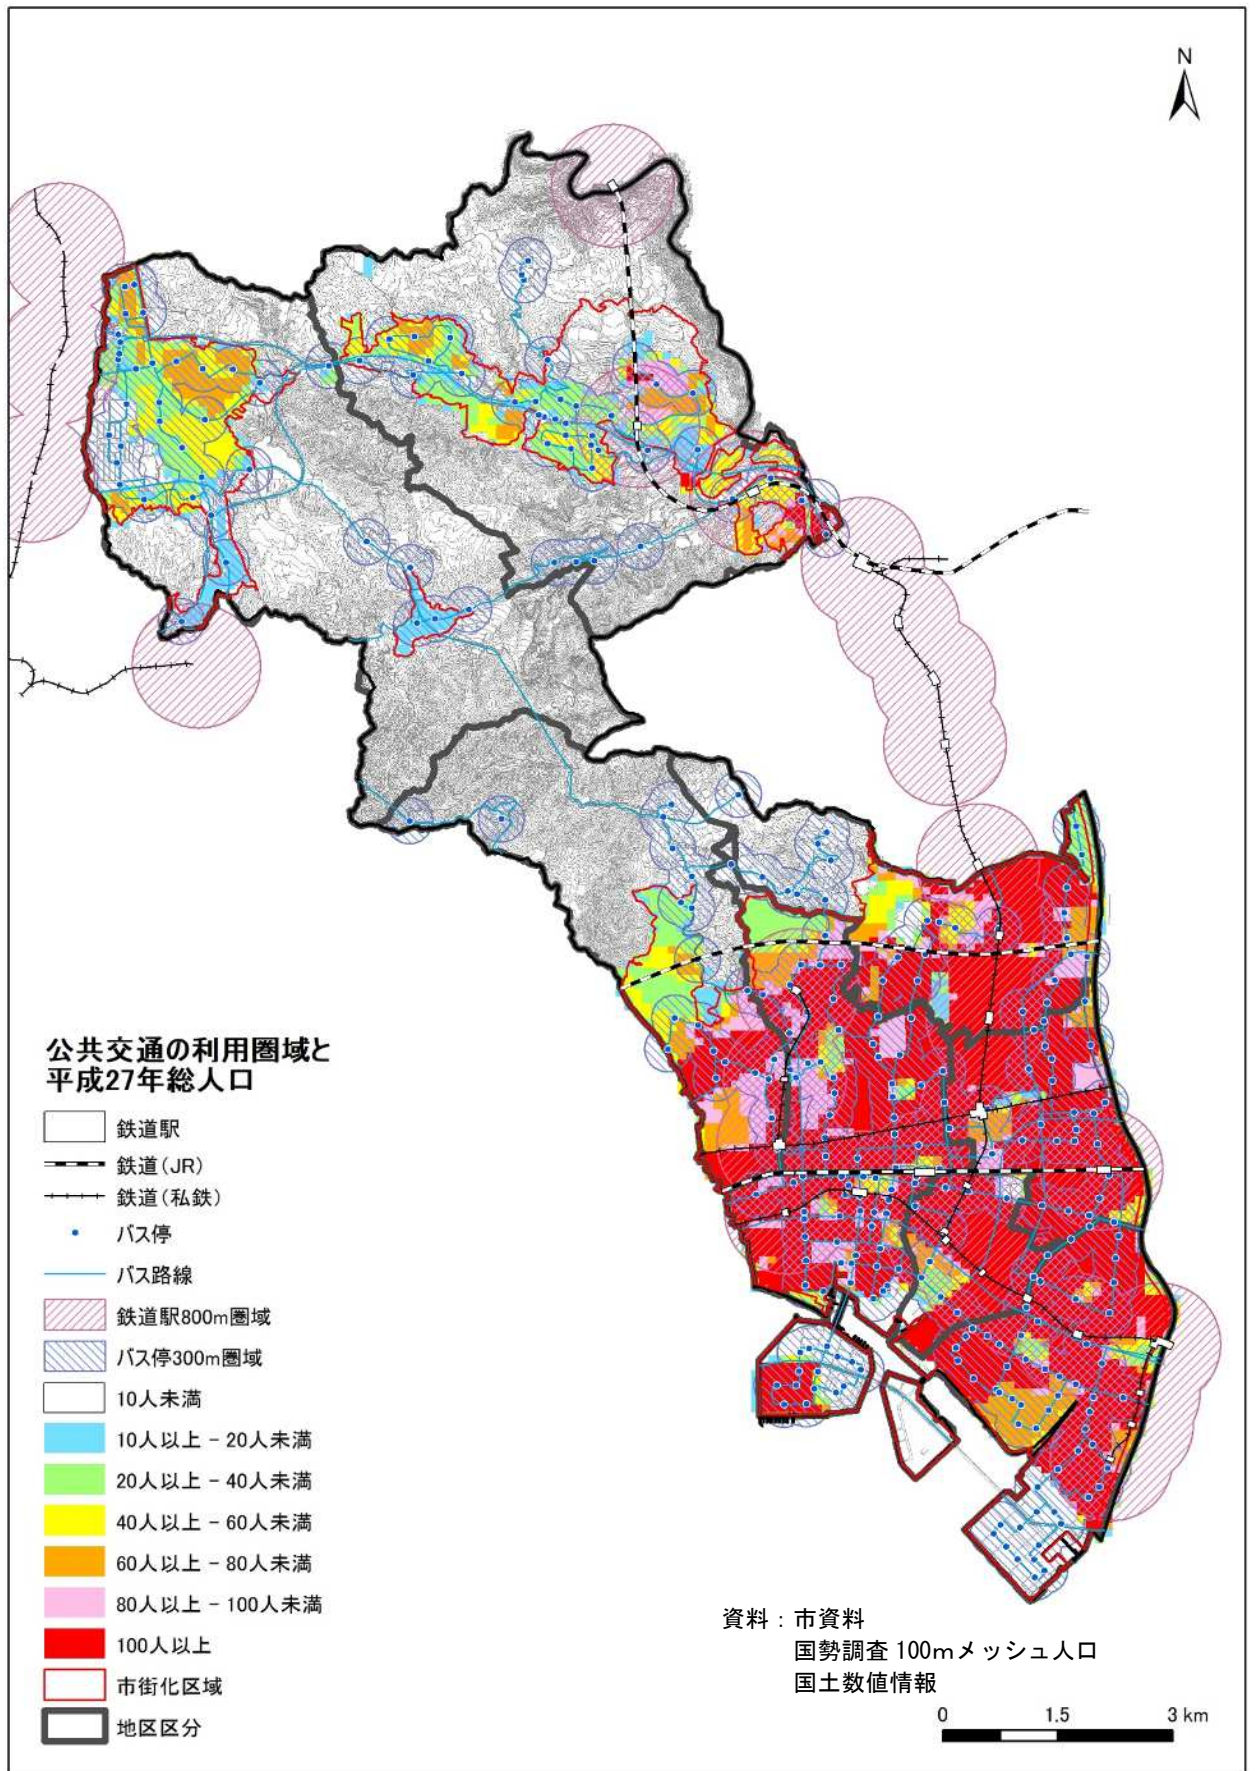 N
公共交通の利用圏域と
平成27年総人口
鉄道駅
鉄道(JR)
鉄道(私鉄)
バス停
バス路線
鉄道駅800m圏域
バス停300m圏域
10人未満
10人以上 - 20人未満
20人以上 - 40人未満
40人以上 - 60人未満
60人以上 - 80人未満
80人以上 - 100人未満
100人以上
市街化区域
地区区分
資料：市資料
国勢調査 100mメッシュ人口
国土数値情報
0 1.5 3 km